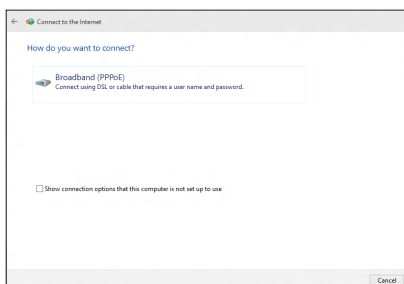 Connect to the Internet
How do you want to connect?
Broadband (PPPoE)
Connect using DSL or cable that requires a user name and password.
Show connection options that this computer is not set up to use
Cancel